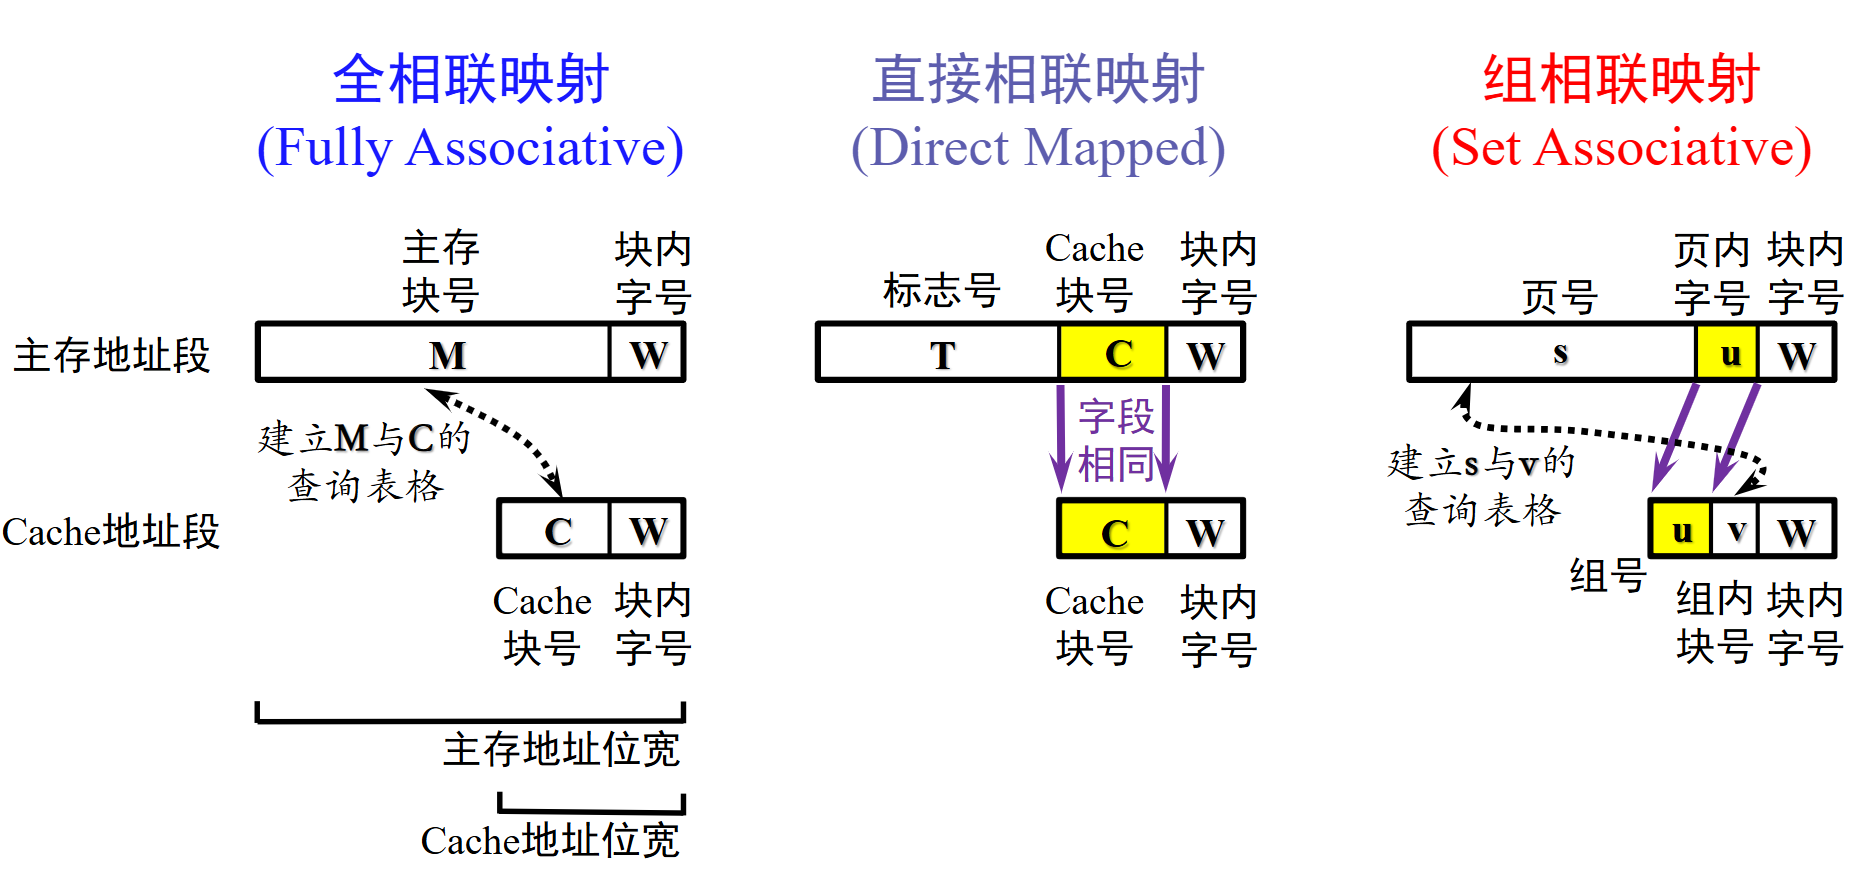 全相联映射
(Fully Associative)
直接相联映射
(Direct Mapped)
组相联映射
(Set Associative)
主存
块号
块内
字号
标志号
Cache
块号
块内
字号
页号
页内
字号
块内
字号
主存地址段
M
W
T
C
W
s
u
W
建立M与C的
查询表格
字段
相同
建立s与v的
查询表格
Cache地址段
C
W
C
W
u
v
W
Cache
块号
块内
字号
Cache
块号
块内
字号
组号
组内
块号
块内
字号
主存地址位宽
Cache地址位宽